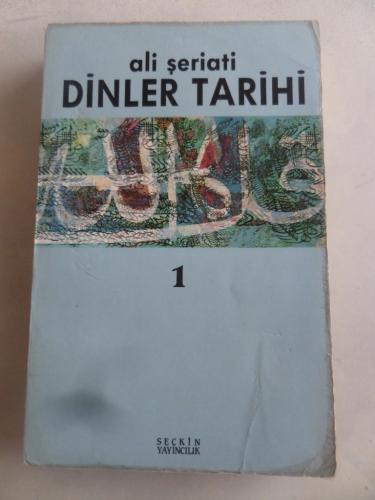 ali şeriati
DİNLER TARİHİ
1
SEÇKİN
YAYINCILIK